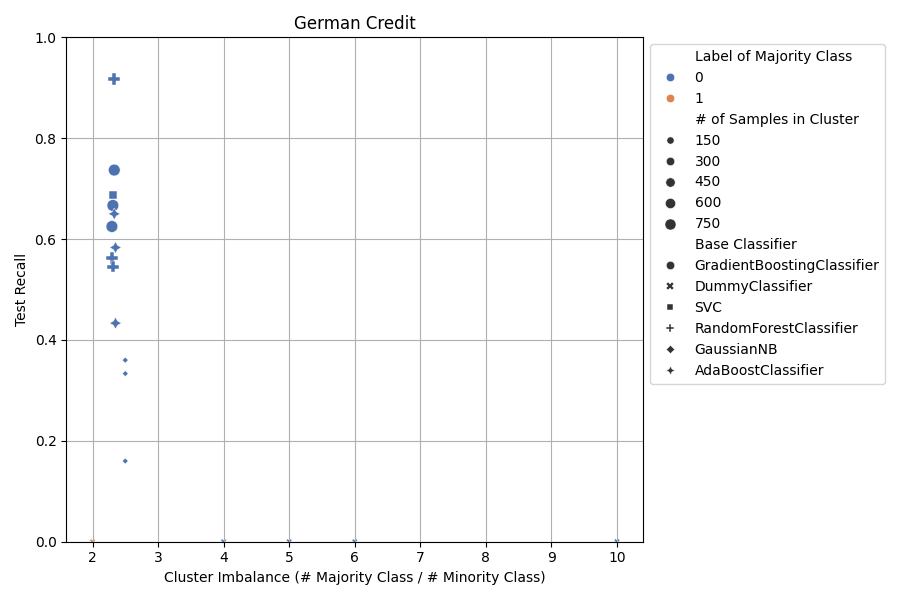 German Credit
1.0
0.8
0.6
0.4
0.2
0.0
Test Recall
2 3 4 5 6 7 8 9 10
Cluster Imbalance (# Majority Class / # Minority Class)
Label of Majority Class
0
1
# of Samples in Cluster
150
300
450
600
750
Base Classifier
GradientBoostingClassifier
DummyClassifier
SVC
RandomForestClassifier
GaussianNB
AdaBoostClassifier